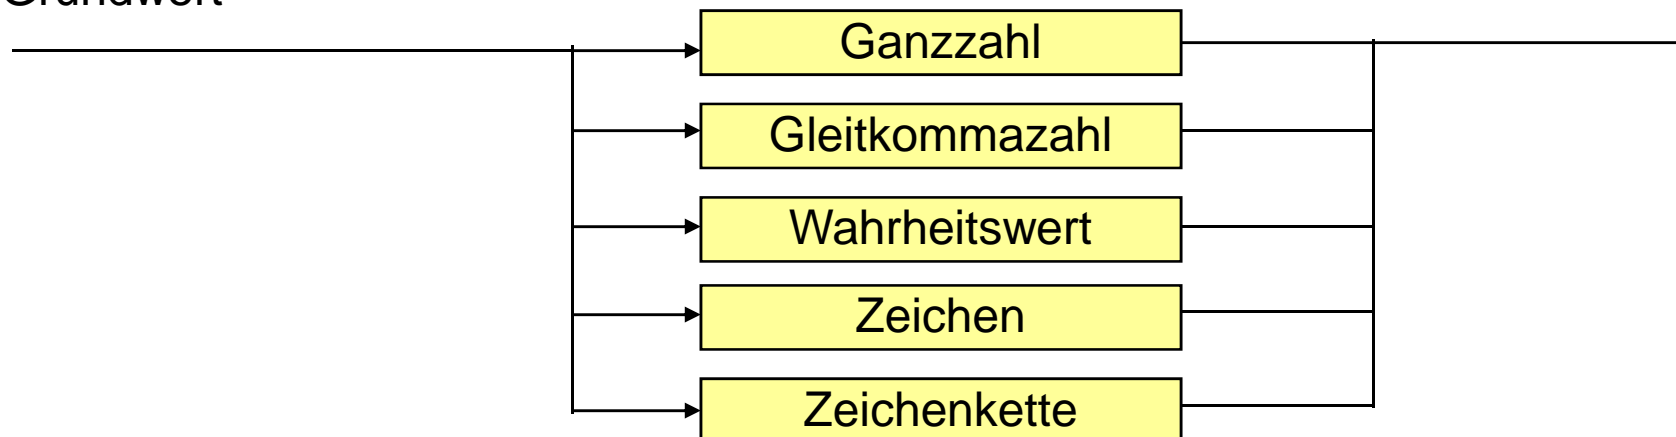 Grundwert
Ganzzahl
Gleitkommazahl
Wahrheitswert
Zeichen
Zeichenkette